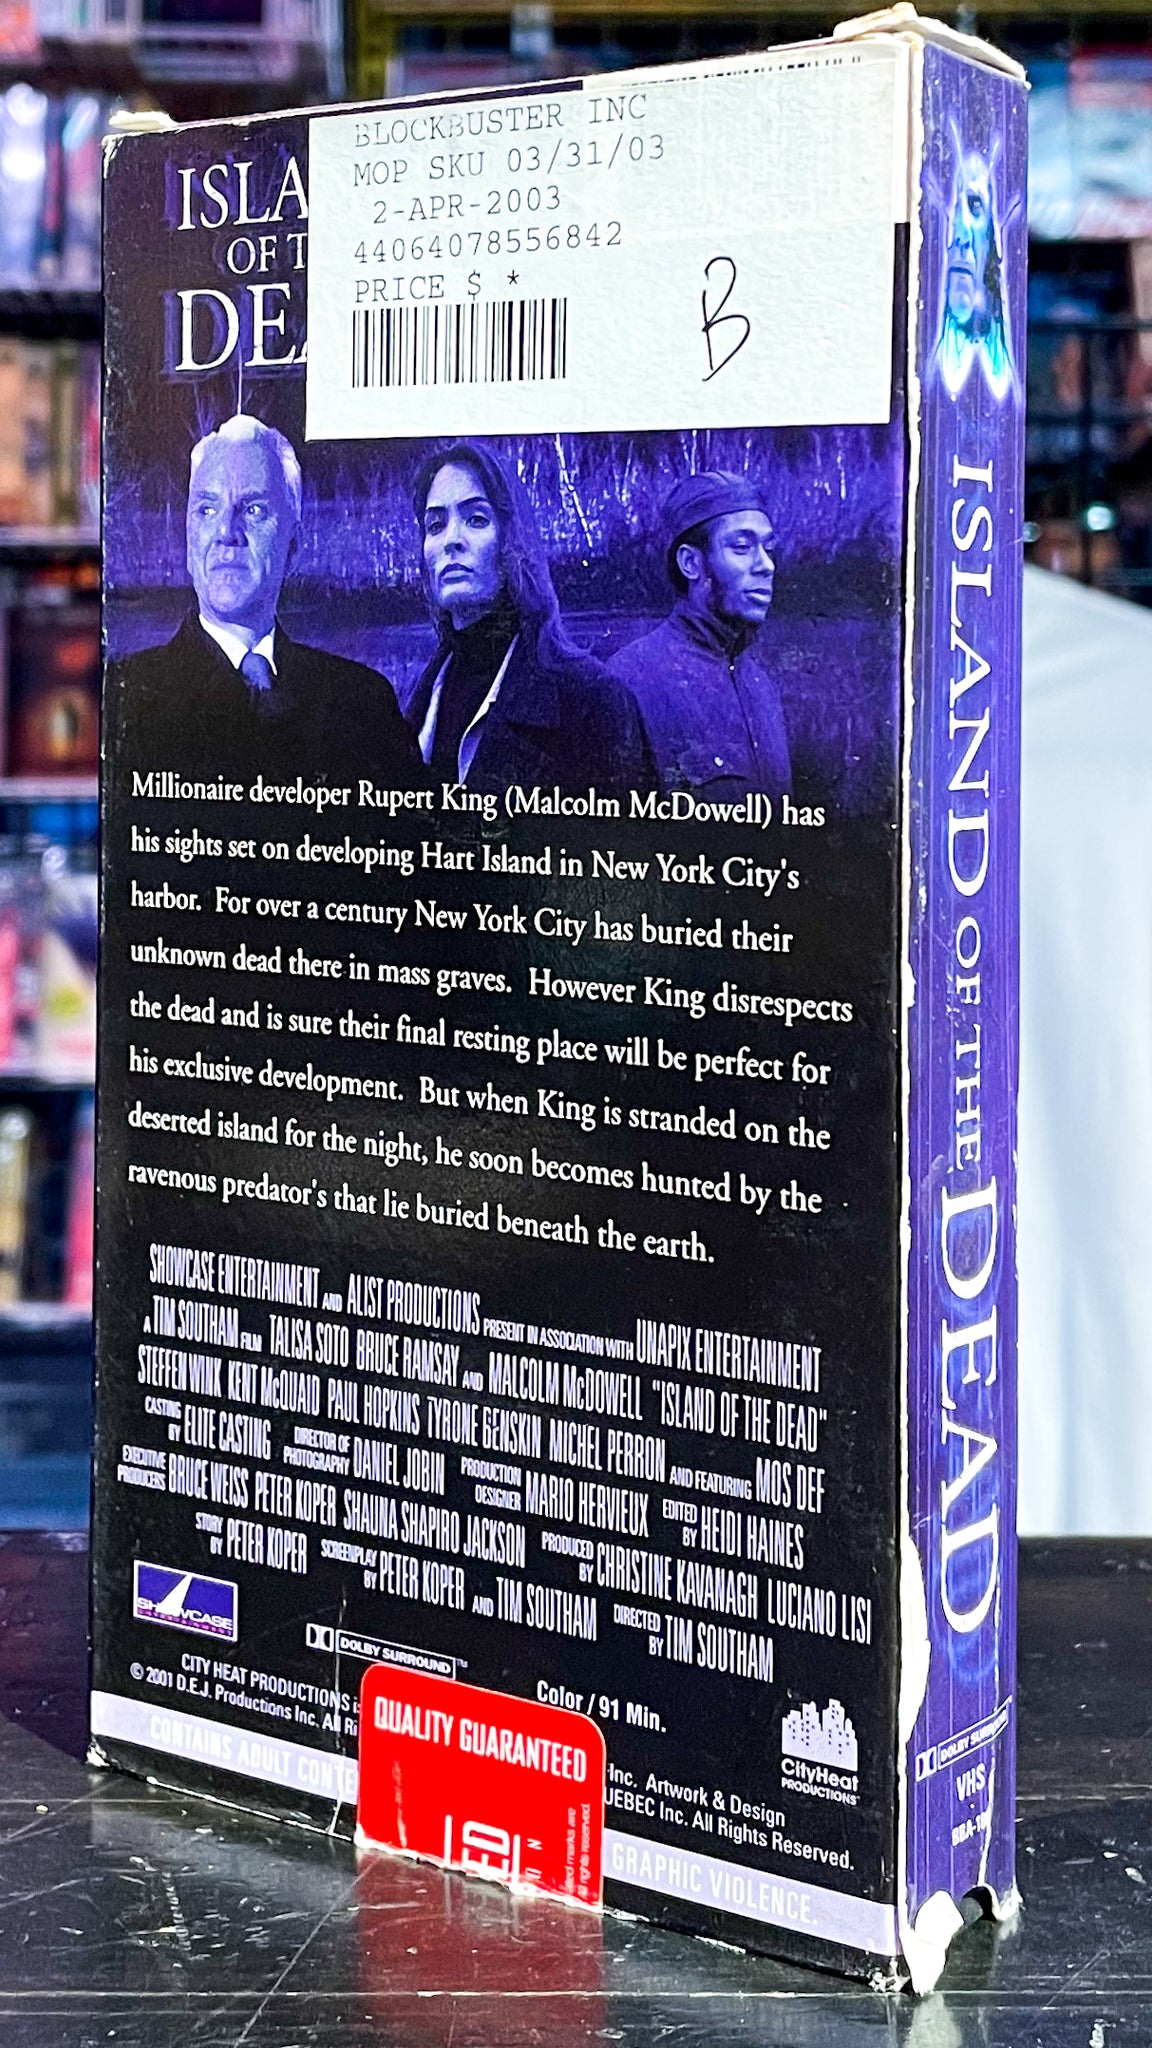 BLOCKBUSTER INC
MOP SKU 03/31/03
2-APR-2003
44064078556842
PRICE $ *
B
ISLA
OF T
DEA
Millionaire developer Rupert King (Malcolm McDowell) has
his sights set on developing Hart Island in New York City's
harbor. For over a century New York City has buried their
unknown dead there in mass graves. However King disrespects
the dead and is sure their final resting place will be perfect for
his exclusive development. But when King is stranded on the
deserted island for the night, he soon becomes hunted by the
ravenous predator's that lie buried beneath the earth.
SHOWCASE ENTERTAINMENT AND ALIST PRODUCTIONS PRESENT IN ASSOCIATION WITH UNAPIX ENTERTAINMENT
A TIM SOUTHAM FILM TALISA SOTO BRUCE RAMSAY AND MALCOLM McDOWELL "ISLAND OF THE DEAD"
STEFFEN WINK KENT McQUAID PAUL HOPKINS TYRONE BENSKIN MICHEL PERRON AND FEATURING MOS DEF
CASTING BY ELITE CASTING DIRECTOR OF PHOTOGRAPHY DANIEL JOBIN PRODUCTION DESIGNER MARIO HERVIEUX EDITED BY HEIDI HAINES
EXECUTIVE PRODUCERS BRUCE WEISS PETER KOPER SHAUNA SHAPIRO JACKSON PRODUCED BY CHRISTINE KAVANAGH LUCIANO LISI
STORY BY PETER KOPER SCREENPLAY BY PETER KOPER AND TIM SOUTHAM DIRECTED BY TIM SOUTHAM
SHOWCASE
ENTERTAINMENT
DOLBY SURROUND™
Color / 91 Min.
CITY HEAT PRODUCTIONS is
Inc. Artwork & Design
© 2001 D.E.J. Productions Inc. All Ri
UEBEC Inc. All Rights Reserved.
CityHeat
PRODUCTIONS
CONTAINS ADULT CONTE
GRAPHIC VIOLENCE.
QUALITY GUARANTEED
ISLAND OF THE DEAD
DOLBY SURROUND
VHS